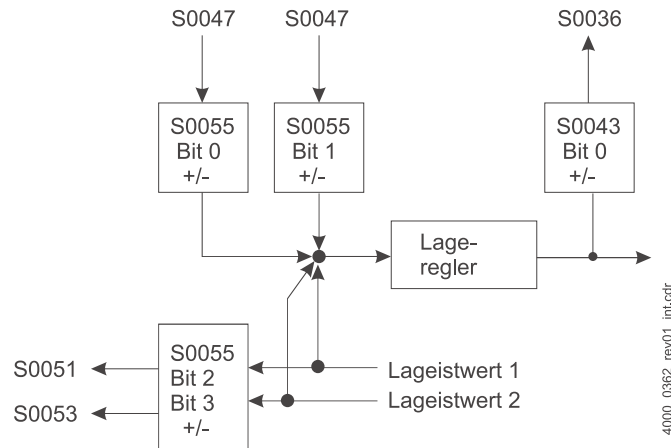 S0047
S0047
S0036
S0055
Bit 0
+/-
S0055
Bit 1
+/-
S0043
Bit 0
+/-
Lage-
regler
S0055
Bit 2
Bit 3
+/-
S0051
S0053
Lageistwert 1
Lageistwert 2
4000_0362_rev01_int.cdr